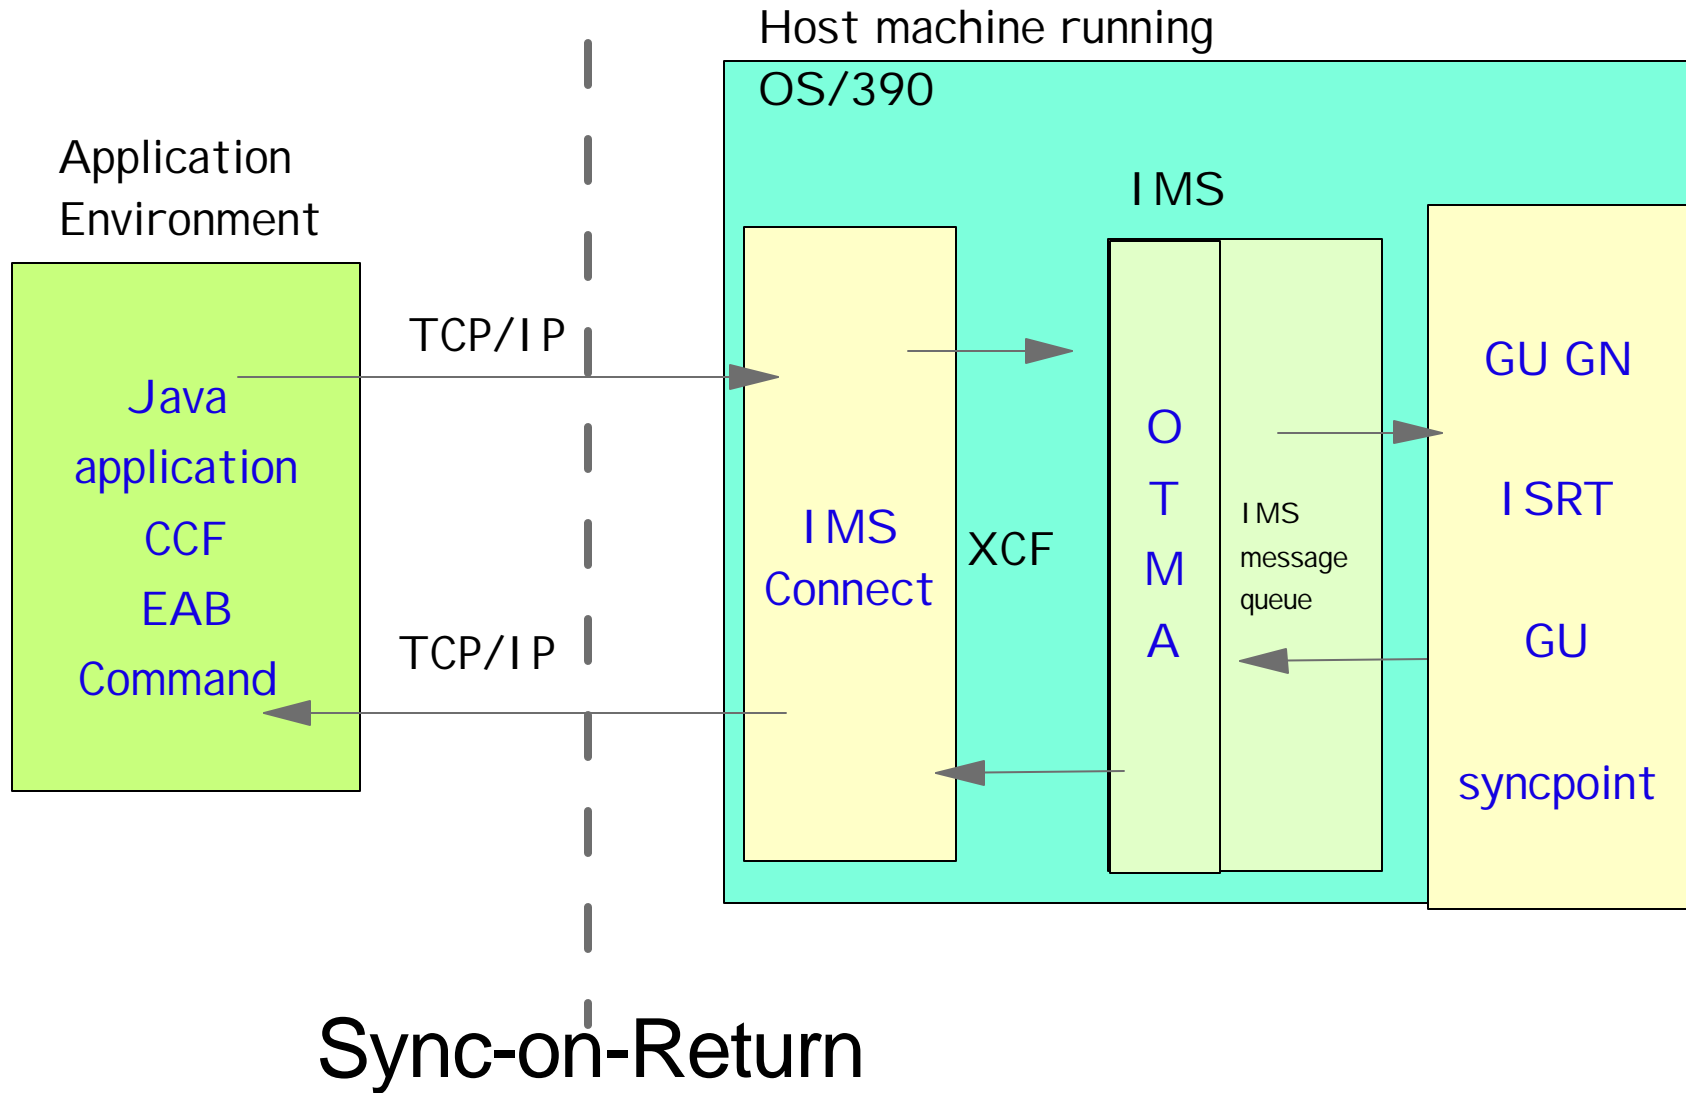 Host machine running
OS/390
Application
Environment
IMS
TCP/IP
Java
application
CCF
EAB
Command
TCP/IP
IMS
Connect
XCF
O
T
M
A
IMS
message
queue
GU GN
ISRT
GU
syncpoint
Sync-on-Return